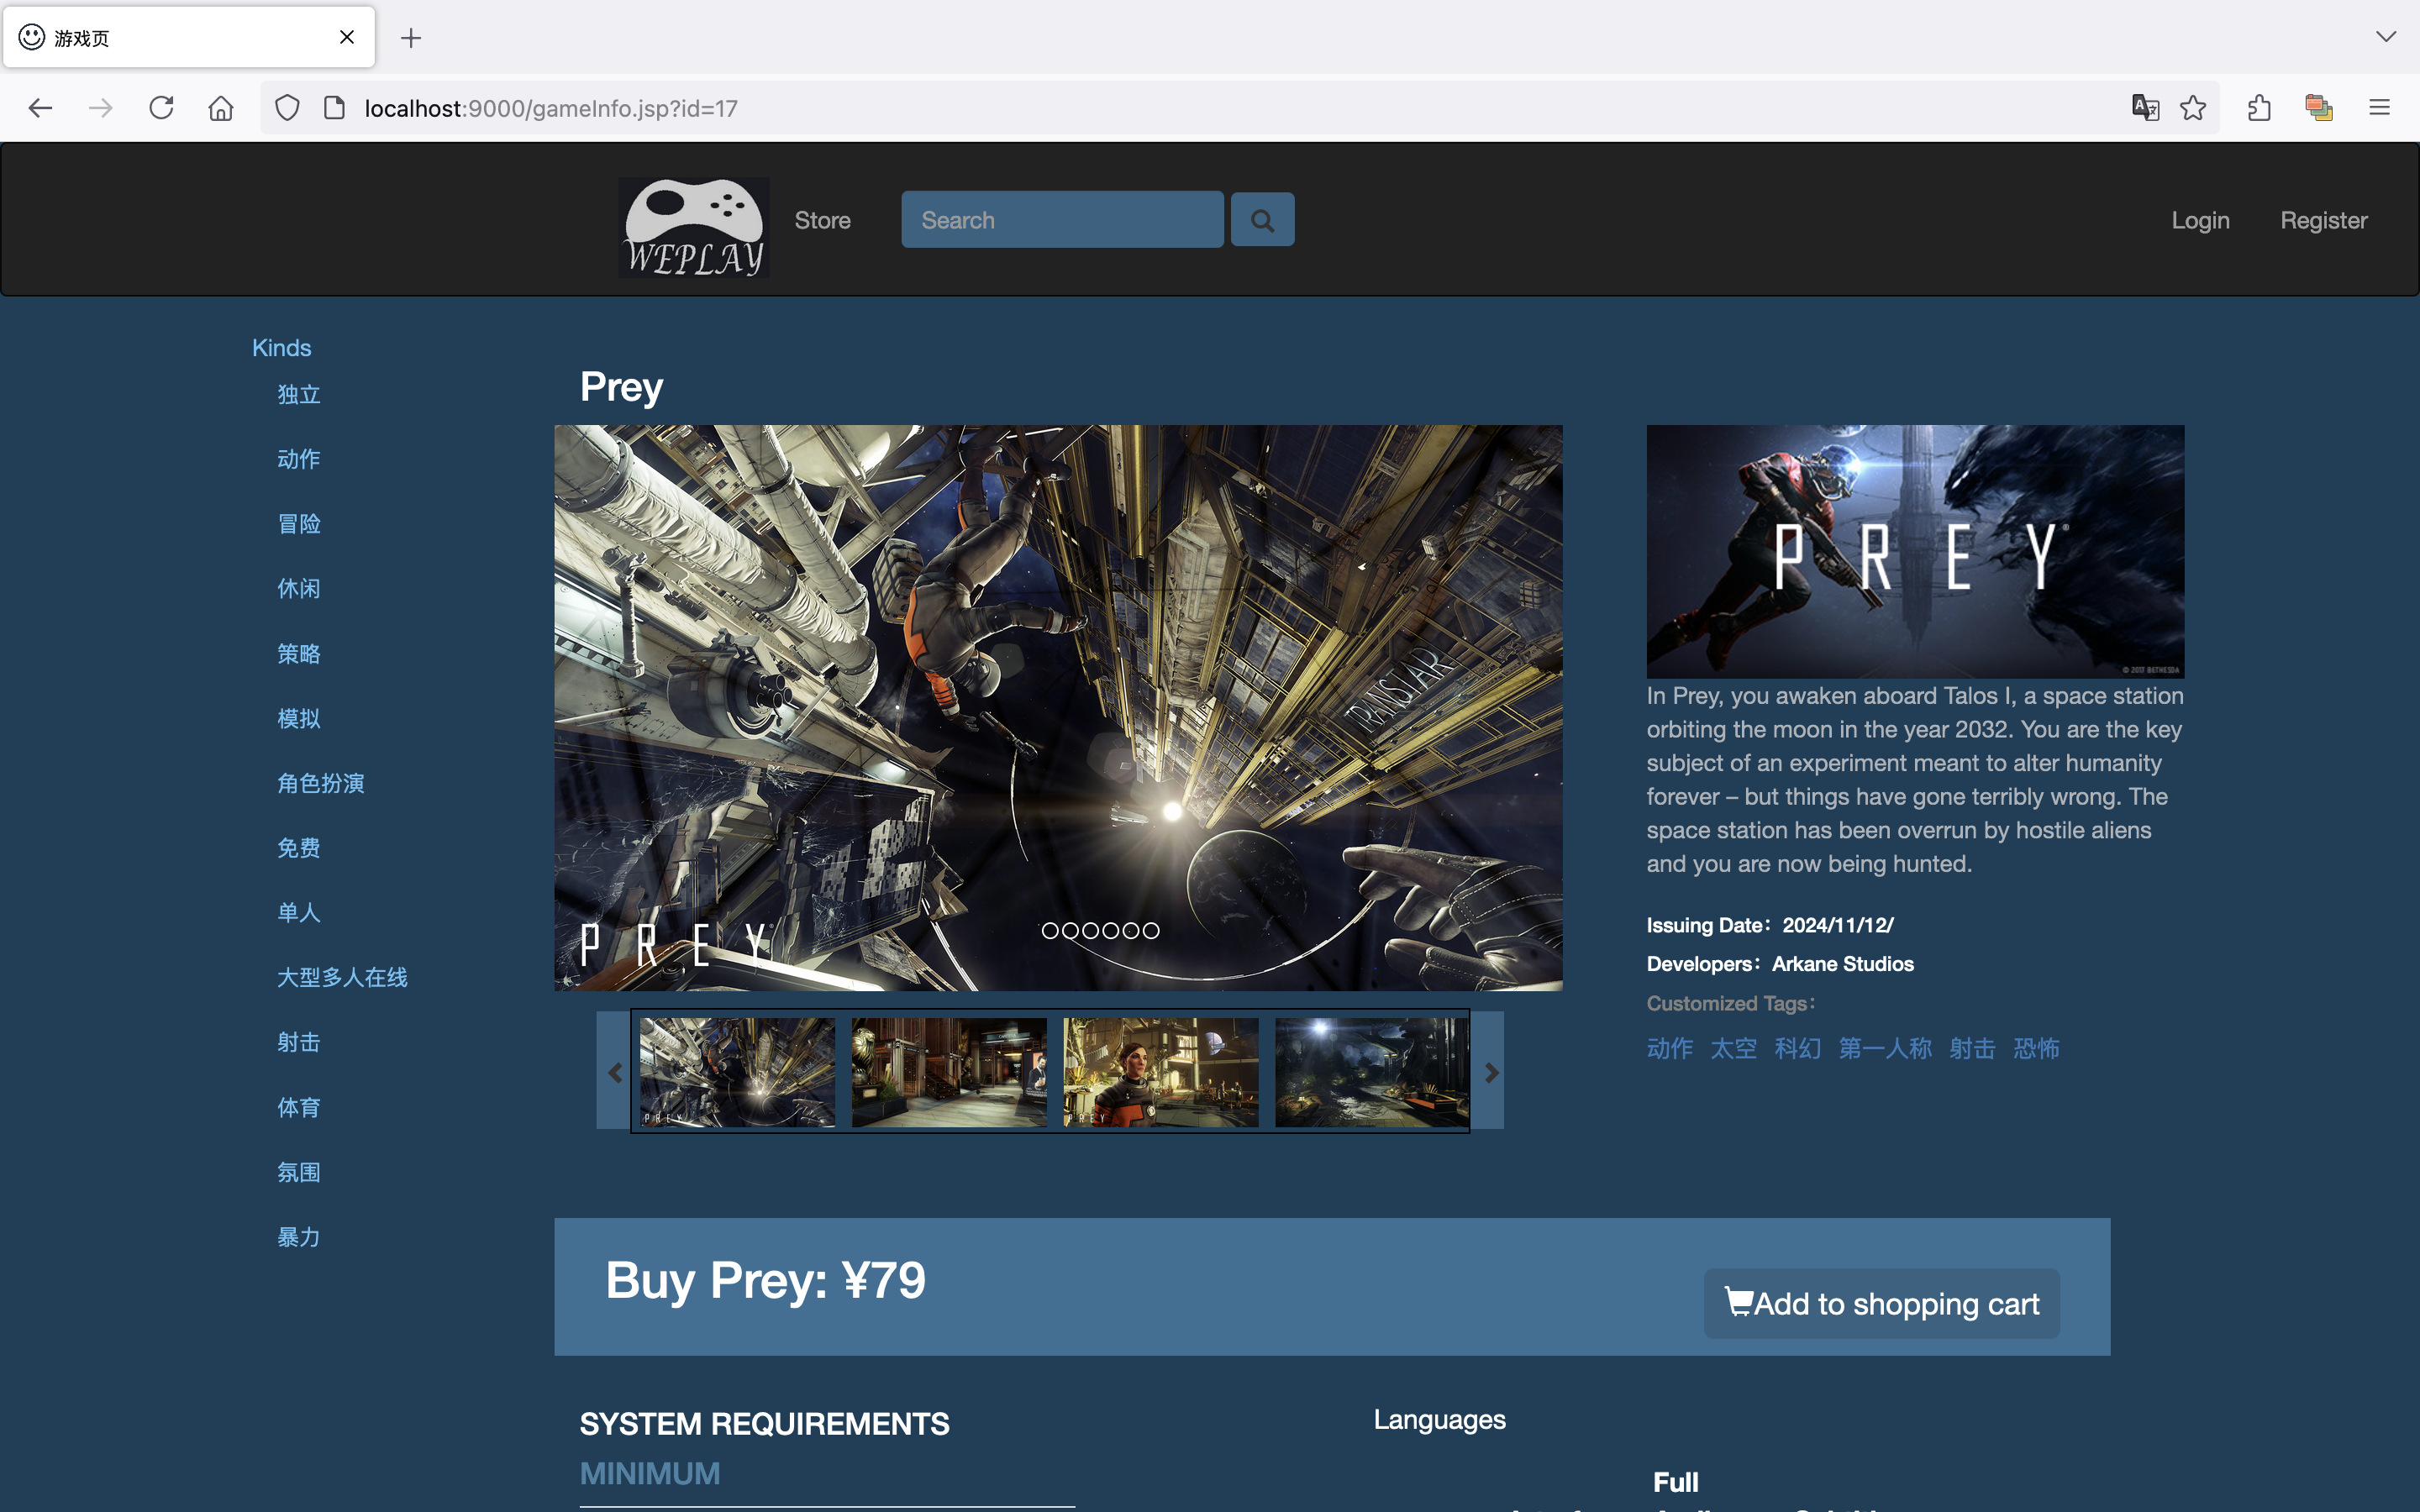 游戏页
localhost:9000/gameInfo.jsp?id=17
WEPLAY
Store
Search
Login
Register
Kinds
独立
动作
冒险
休闲
策略
模拟
角色扮演
免费
单人
大型多人在线
射击
体育
氛围
暴力
Prey
TRANSTAR
PREY
PREY
© 2017 BETHESDA
In Prey, you awaken aboard Talos I, a space station
orbiting the moon in the year 2032. You are the key
subject of an experiment meant to alter humanity
forever – but things have gone terribly wrong. The
space station has been overrun by hostile aliens
and you are now being hunted.
Issuing Date：2024/11/12/
Developers：Arkane Studios
Customized Tags：
动作 太空 科幻 第一人称 射击 恐怖
PREY
PREY
Buy Prey: ¥79
Add to shopping cart
SYSTEM REQUIREMENTS
MINIMUM
Languages
Full